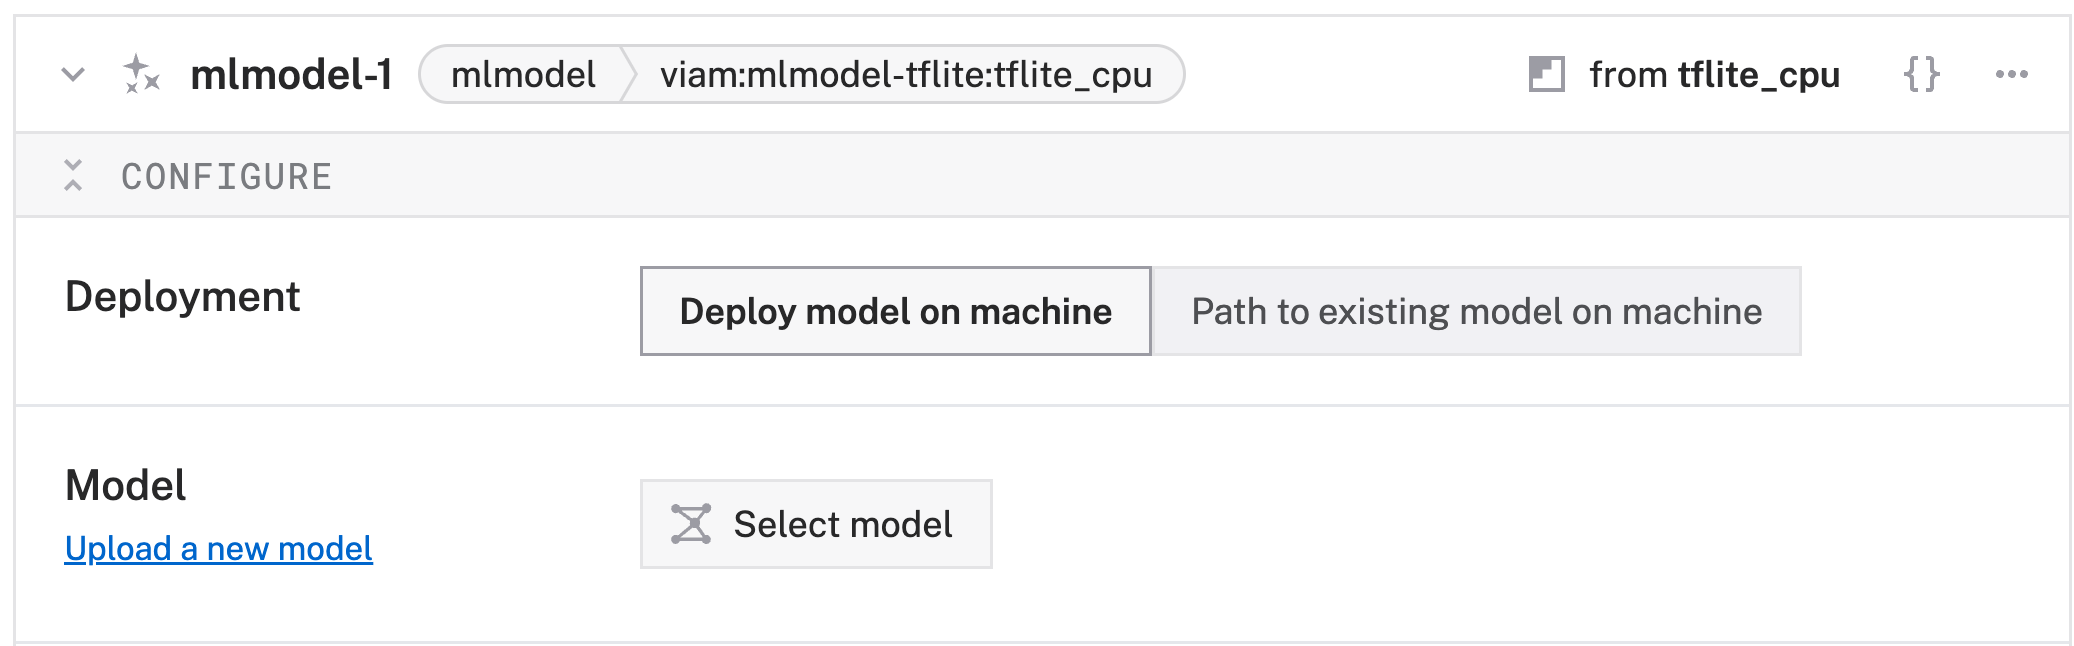 mlmodel-1 mlmodel viam:mlmodel-tflite:tflite_cpu from tflite_cpu {} ...
CONFIGURE
Deployment Deploy model on machine Path to existing model on machine
Model
Select model
Upload a new model